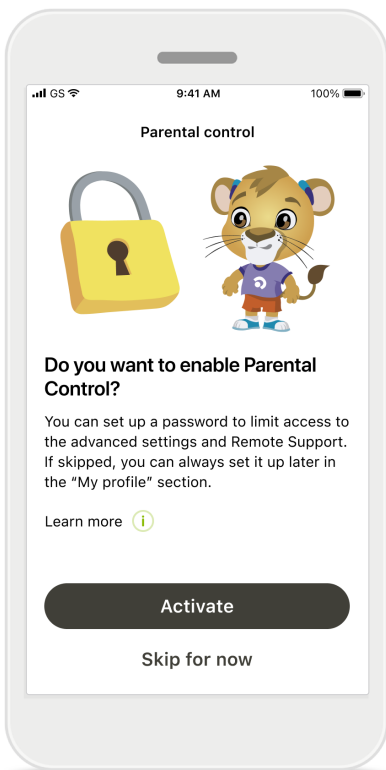 GS 9:41 AM 100%
Parental control
Do you want to enable Parental
Control?
You can set up a password to limit access to
the advanced settings and Remote Support.
If skipped, you can always set it up later in
the “My profile” section.
Learn more i
Activate
Skip for now